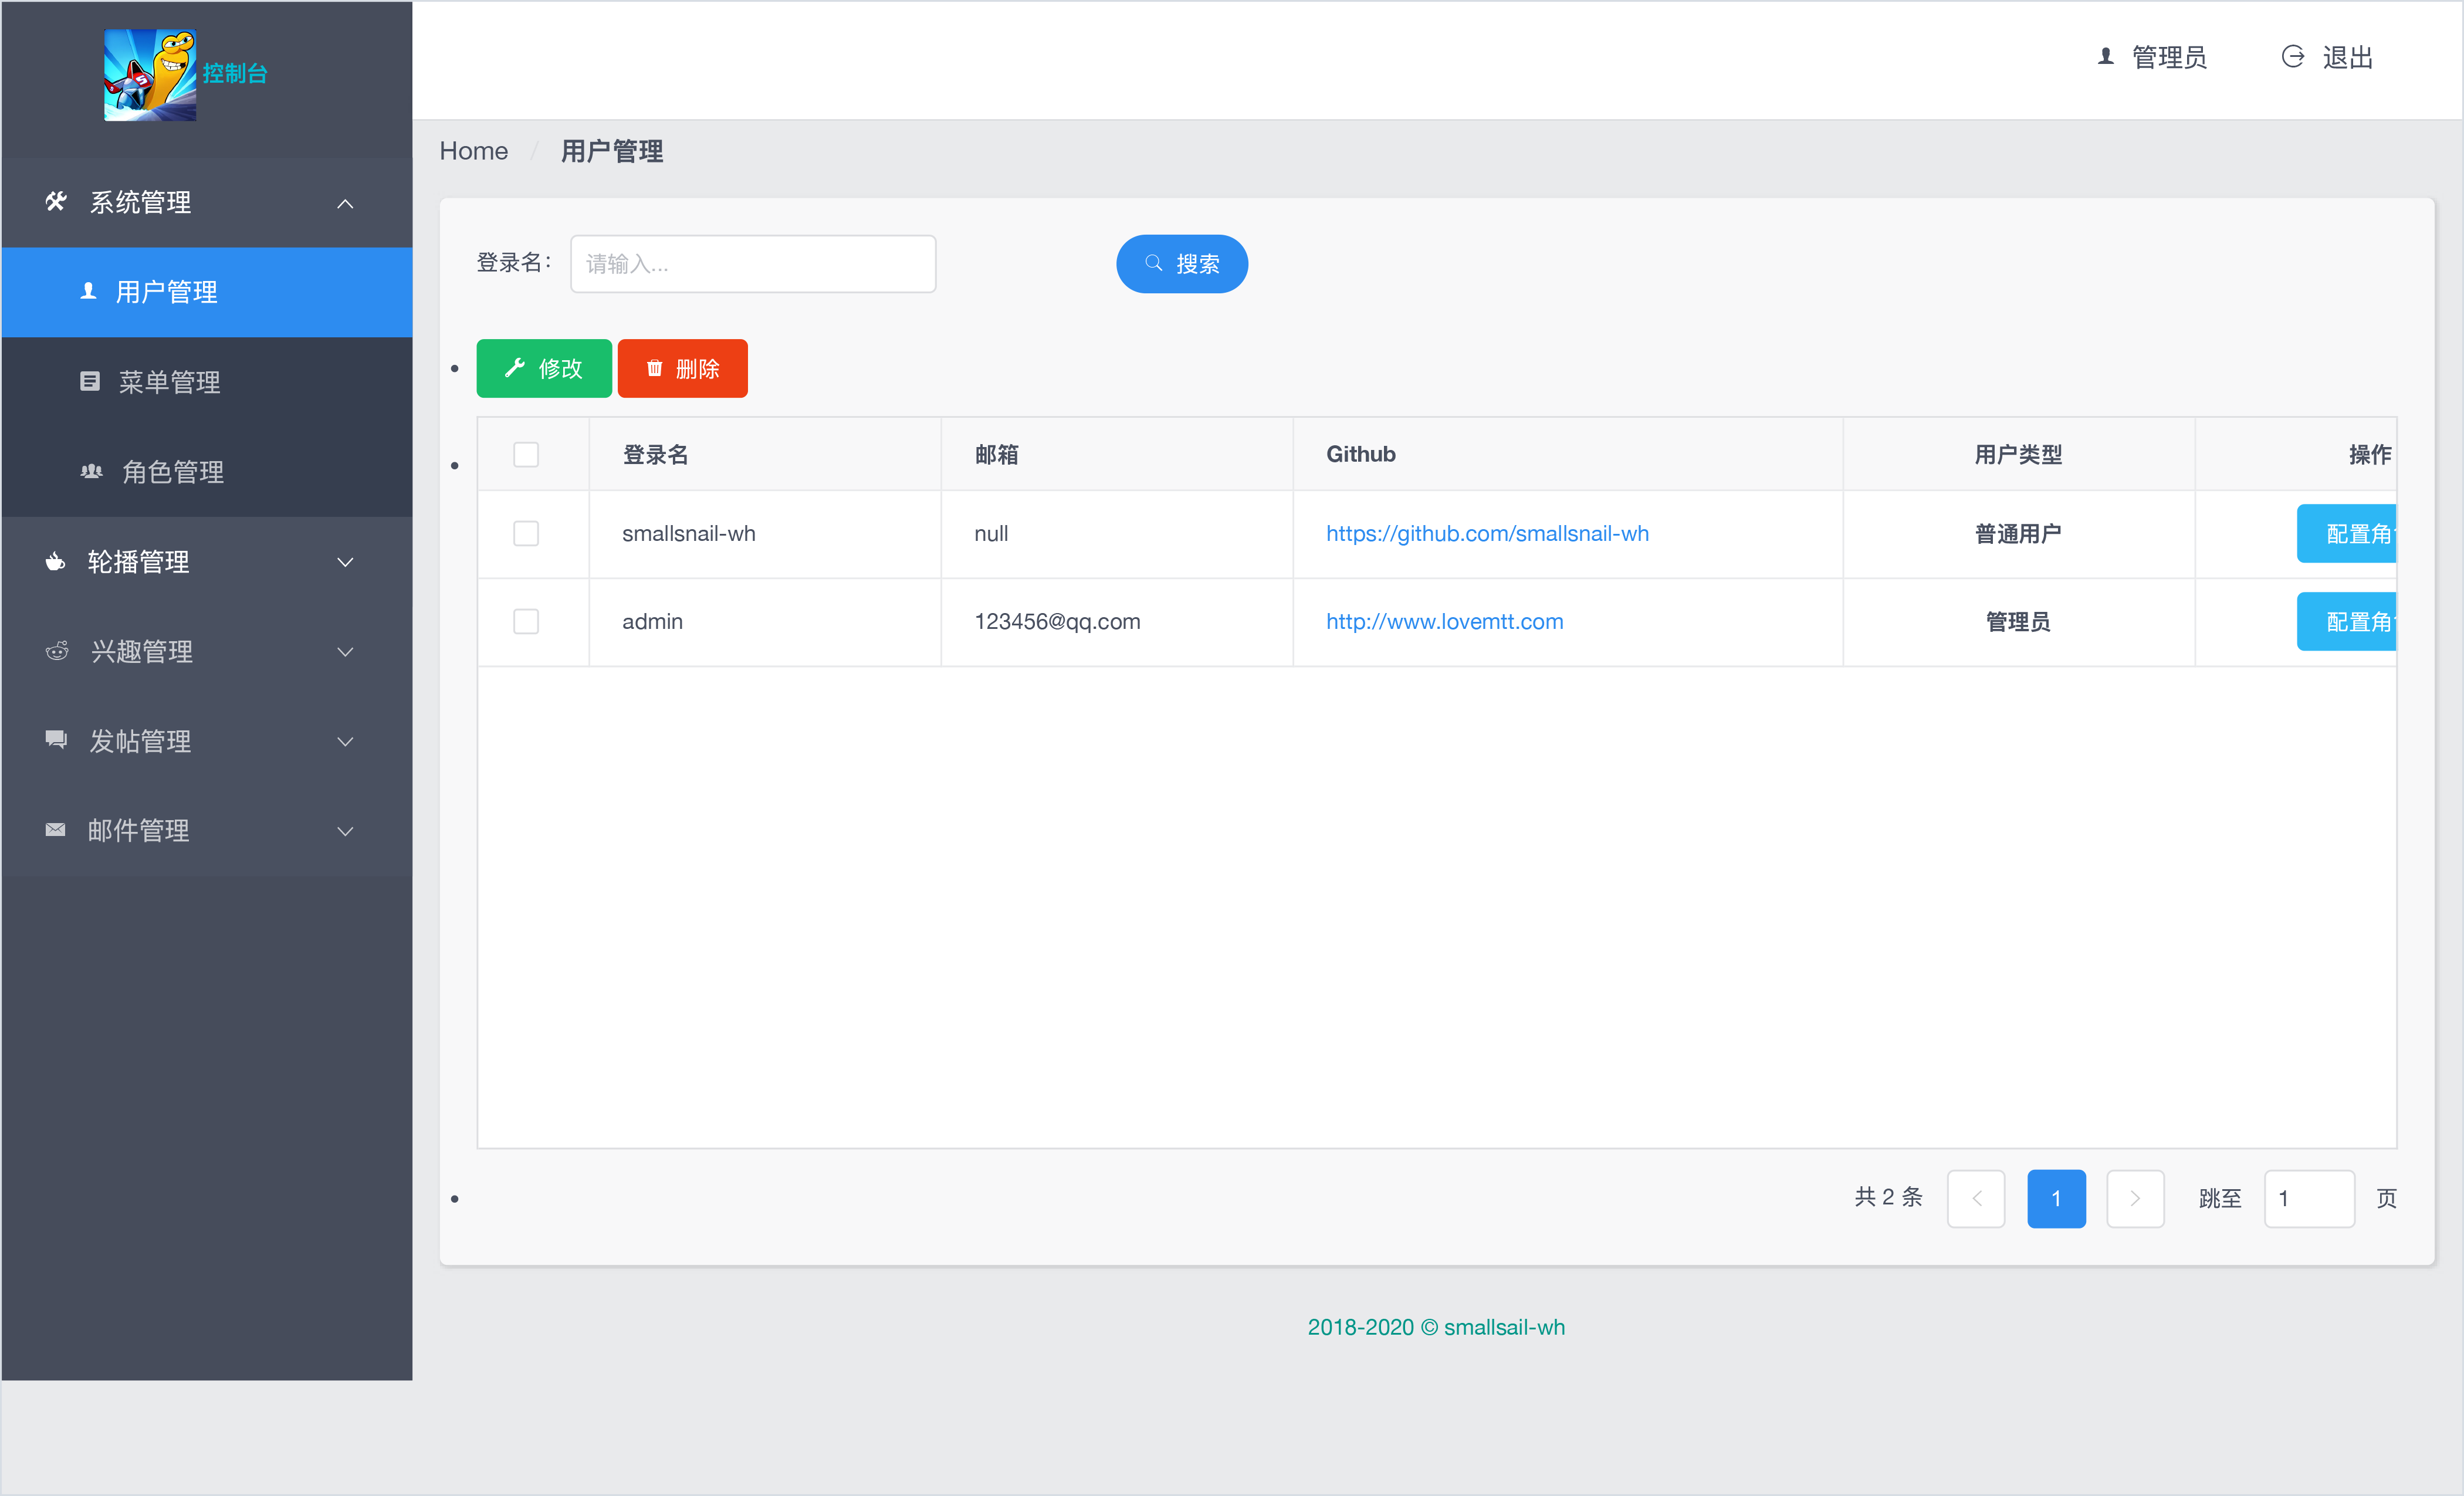 控制台
管理员 退出
Home / 用户管理
系统管理
用户管理
菜单管理
角色管理
轮播管理
兴趣管理
发帖管理
邮件管理
登录名： 请输入... 搜索
修改 删除
登录名 邮箱 Github 用户类型 操作
smallsnail-wh null https://github.com/smallsnail-wh 普通用户 配置角
admin 123456@qq.com http://www.lovemtt.com 管理员 配置角
共 2 条 1 跳至 1 页
2018-2020 © smallsail-wh